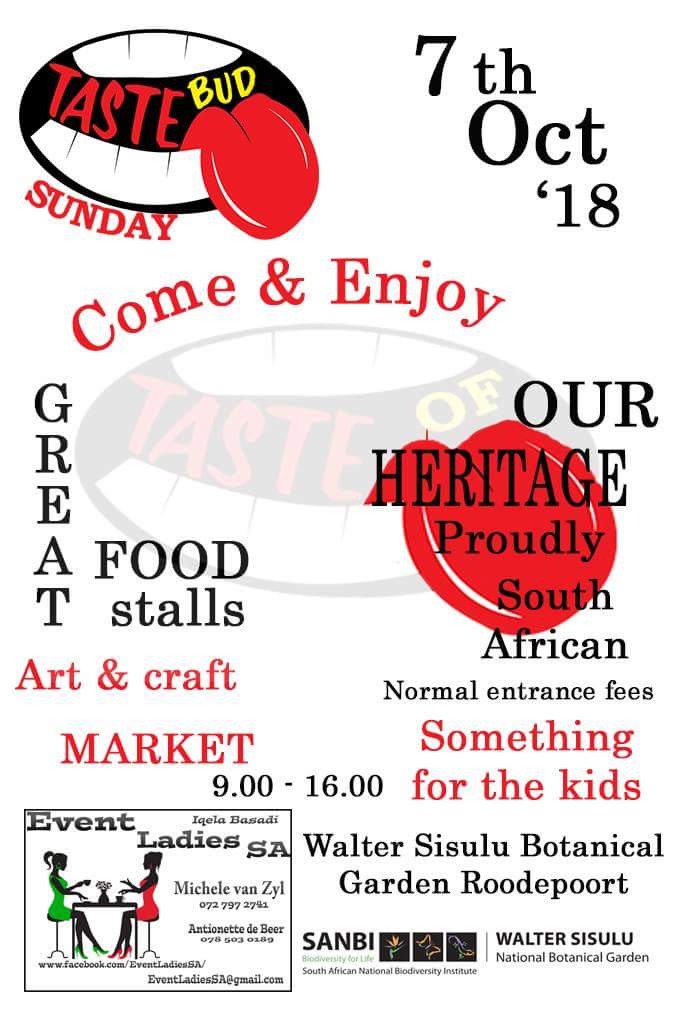 TASTE BUD
SUNDAY
7 th
Oct
‘18
Come & Enjoy
TASTE OF
OUR
HERITAGE
Proudly
South
African
GREAT
FOOD
stalls
Art & craft
MARKET
Normal entrance fees
Something
for the kids
9.00 - 16.00
Walter Sisulu Botanical
Garden Roodepoort
Event
Ladies SA
Iqela Basadi
Michele van Zyl
072 797 2741
Antionette de Beer
078 503 0189
www.facebook.com/EventLadiesSA/
EventLadiesSA@gmail.com
SANBI
Biodiversity for Life
South African National Biodiversity Institute
WALTER SISULU
National Botanical Garden